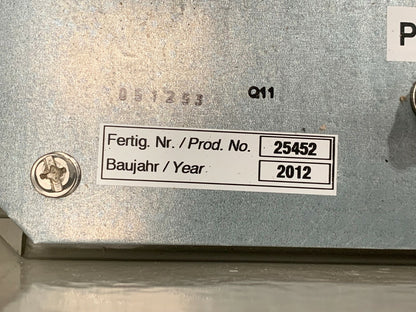 P
051253 Q11
Fertig. Nr. / Prod. No. 25452
Baujahr / Year 2012